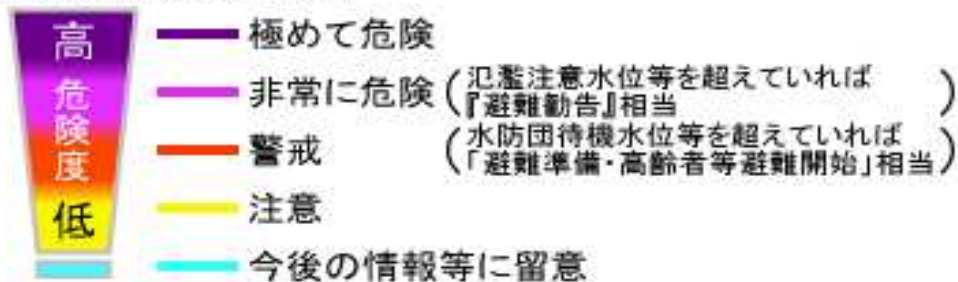 高
危
険
度
低
極めて危険
非常に危険
(氾濫注意水位等を超えていれば
『避難勧告』相当)
警戒
(水防団待機水位等を超えていれば
「避難準備・高齢者等避難開始」相当)
注意
今後の情報等に留意